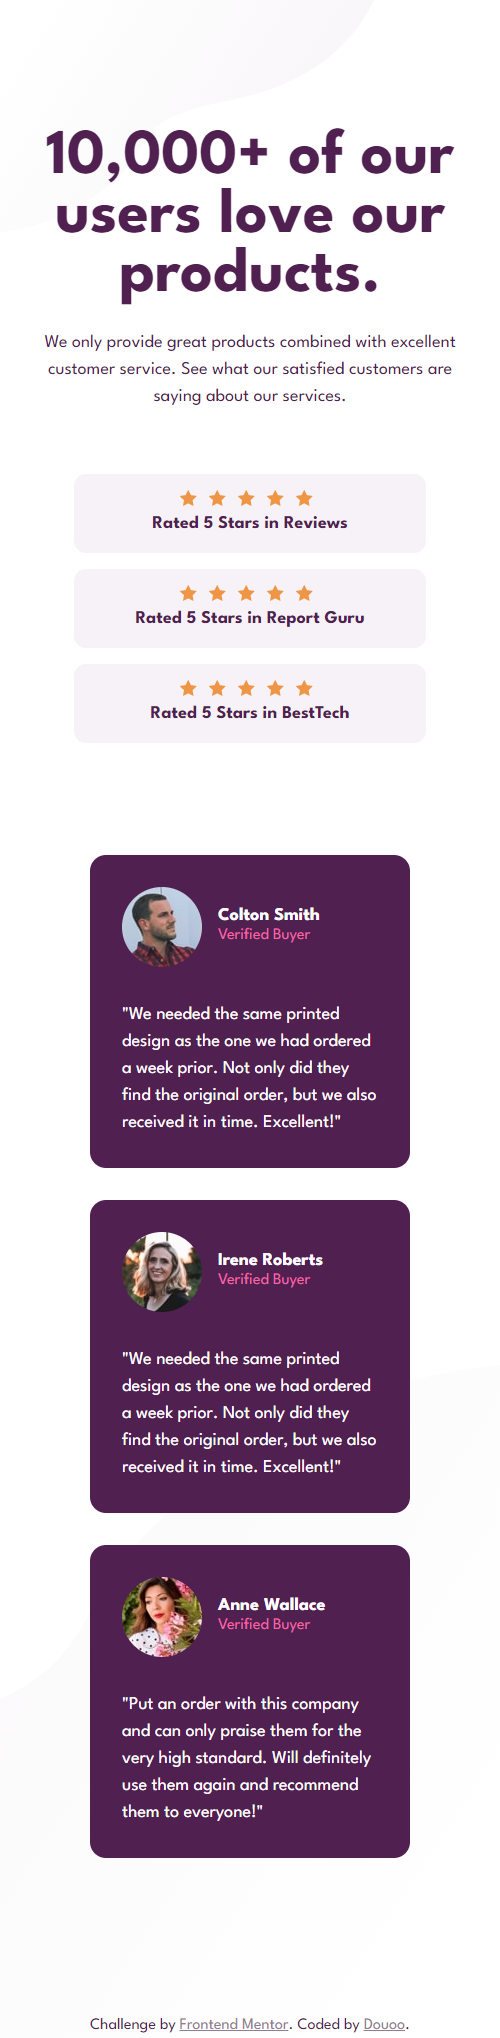 10,000+ of our
users love our
products.
We only provide great products combined with excellent
customer service. See what our satisfied customers are
saying about our services.
Rated 5 Stars in Reviews
Rated 5 Stars in Report Guru
Rated 5 Stars in BestTech
Colton Smith
Verified Buyer
"We needed the same printed
design as the one we had ordered
a week prior. Not only did they
find the original order, but we also
received it in time. Excellent!"
Irene Roberts
Verified Buyer
"We needed the same printed
design as the one we had ordered
a week prior. Not only did they
find the original order, but we also
received it in time. Excellent!"
Anne Wallace
Verified Buyer
"Put an order with this company
and can only praise them for the
very high standard. Will definitely
use them again and recommend
them to everyone!"
Challenge by Frontend Mentor. Coded by Douoo.